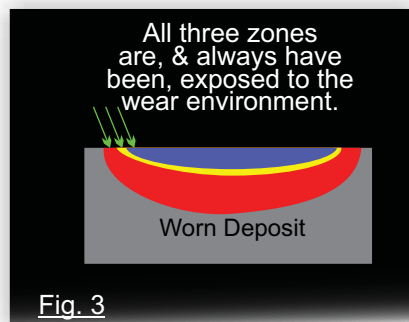 All three zones
are, & always have
been, exposed to the
wear environment.
Worn Deposit
Fig. 3